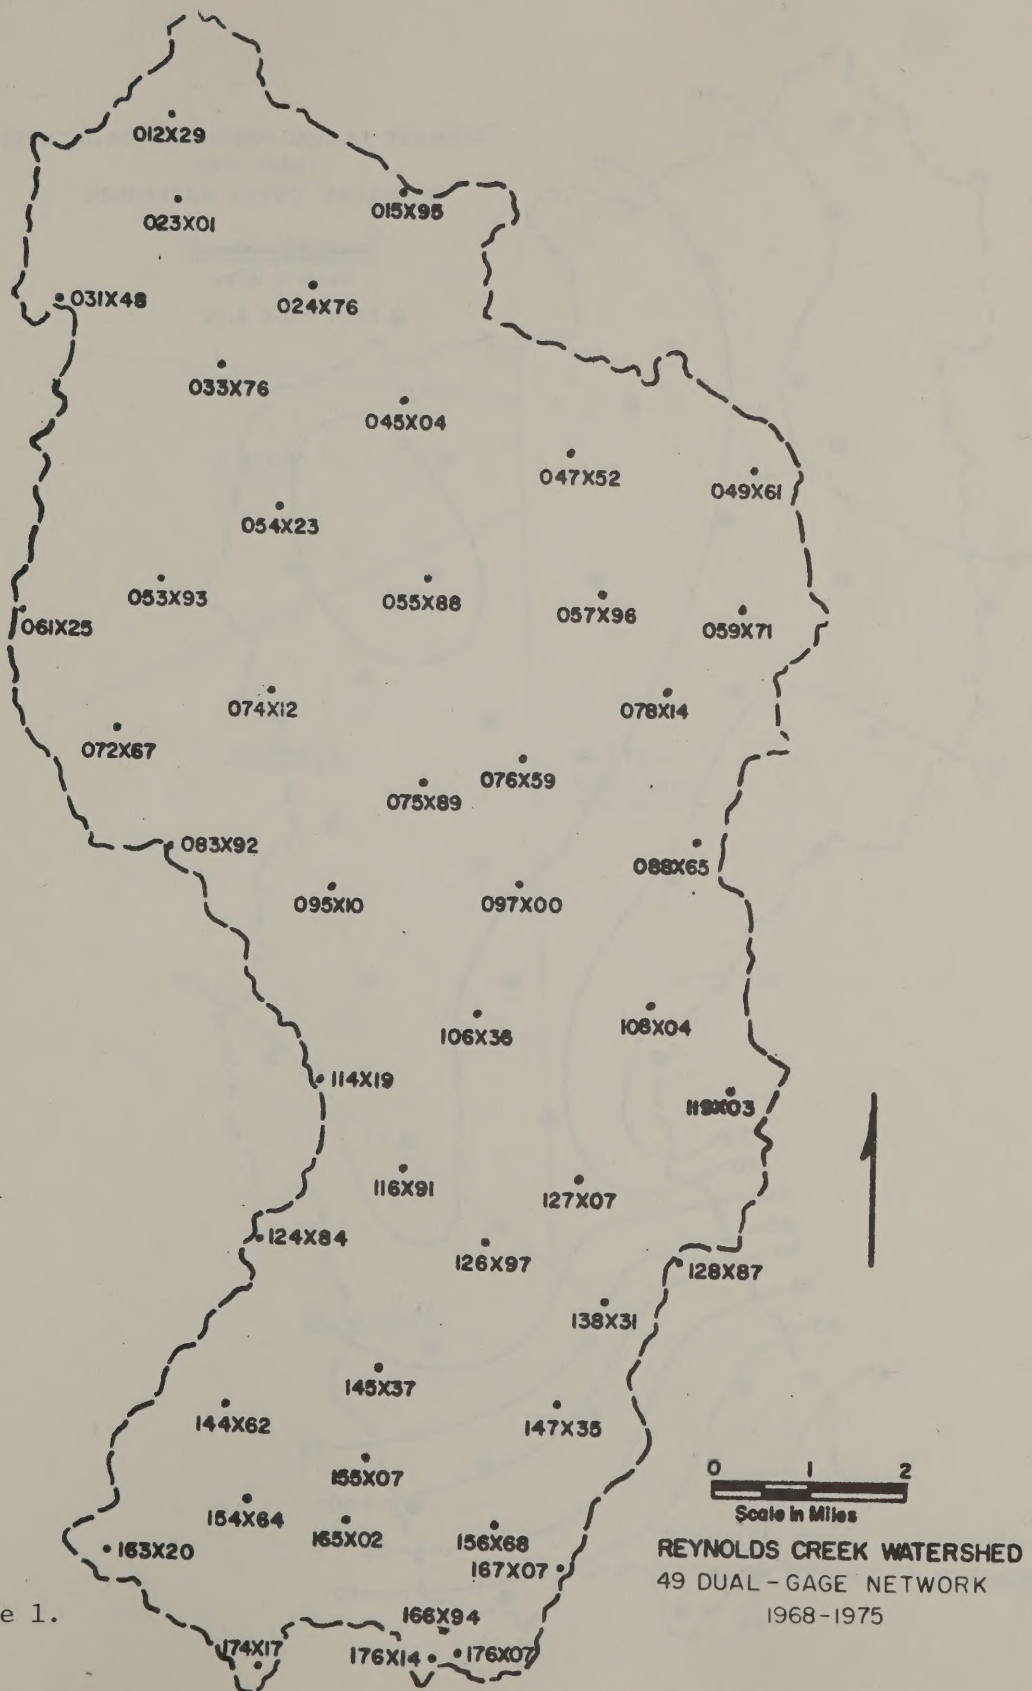 012X29
023X01
015X95
031X48
024X76
033X76
045X04
047X52
049X61
054X23
053X93
055X88
057X96
059X71
061X25
074X12
078X14
072X67
076X59
075X89
083X92
088X65
095X10
097X00
106X36
108X04
114X19
119X03
116X91
127X07
124X84
126X97
128X87
138X31
145X37
144X62
147X35
155X07
154X64
165X02
156X68
163X20
167X07
166X94
174X17
176X14
176X07
0 1 2
Scale in Miles
REYNOLDS CREEK WATERSHED
49 DUAL-GAGE NETWORK
1968-1975
e 1.